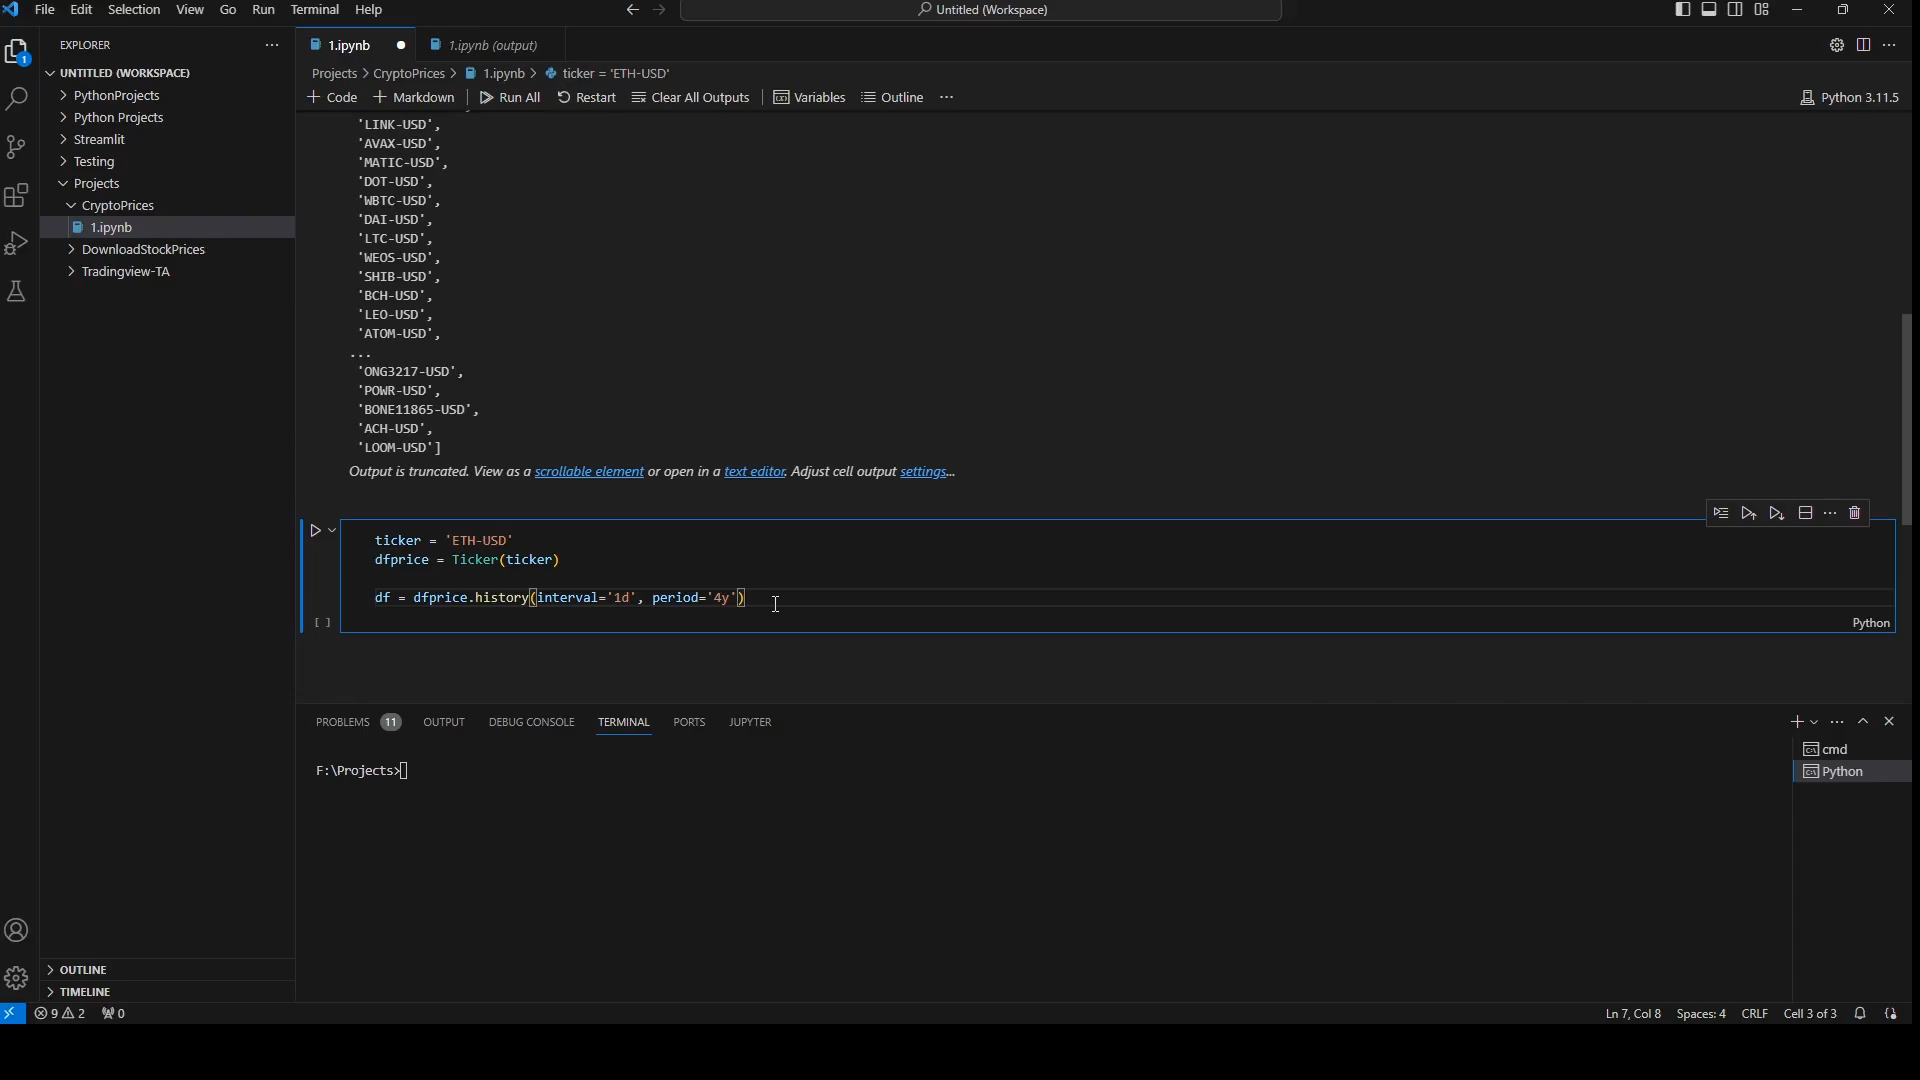 File Edit Selection View Go Run Terminal Help
Untitled (Workspace)
EXPLORER
1.ipynb
1.ipynb (output)
UNTITLED (WORKSPACE)
Projects > CryptoPrices > 1.ipynb > ticker = 'ETH-USD'
PythonProjects
Python Projects
Streamlit
Testing
Projects
CryptoPrices
1.ipynb
DownloadStockPrices
Tradingview-TA
+ Code + Markdown Run All Restart Clear All Outputs Variables Outline ...
Python 3.11.5
'LINK-USD',
'AVAX-USD',
'MATIC-USD',
'DOT-USD',
'WBTC-USD',
'DAI-USD',
'LTC-USD',
'WEOS-USD',
'SHIB-USD',
'BCH-USD',
'LEO-USD',
'ATOM-USD',
...
'ONG3217-USD',
'POWR-USD',
'BONE11865-USD',
'ACH-USD',
'LOOM-USD']
Output is truncated. View as a scrollable element or open in a text editor. Adjust cell output settings...
ticker = 'ETH-USD'
dfprice = Ticker(ticker)
df = dfprice.history(interval='1d', period='4y')
[ ]
Python
PROBLEMS 11 OUTPUT DEBUG CONSOLE TERMINAL PORTS JUPYTER
cmd
Python
F:\Projects>
OUTLINE
TIMELINE
9 2 0
Ln 7, Col 8 Spaces: 4 CRLF Cell 3 of 3